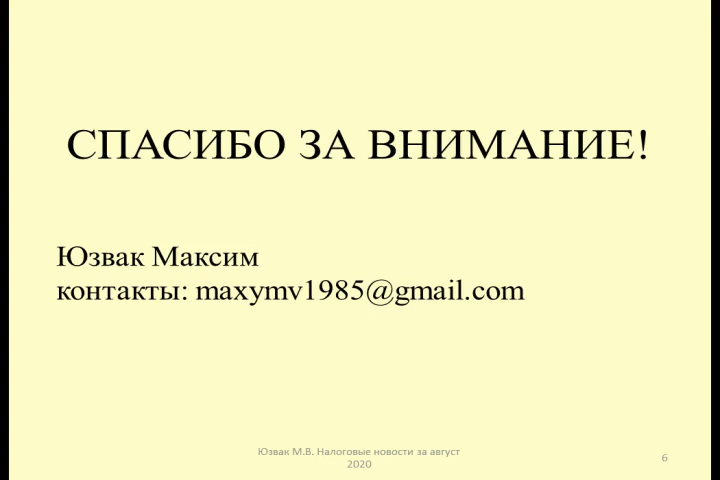 СПАСИБО ЗА ВНИМАНИЕ!
Юзвак Максим
контакты: maxymv1985@gmail.com
Юзвак М.В. Налоговые новости за август
2020
6